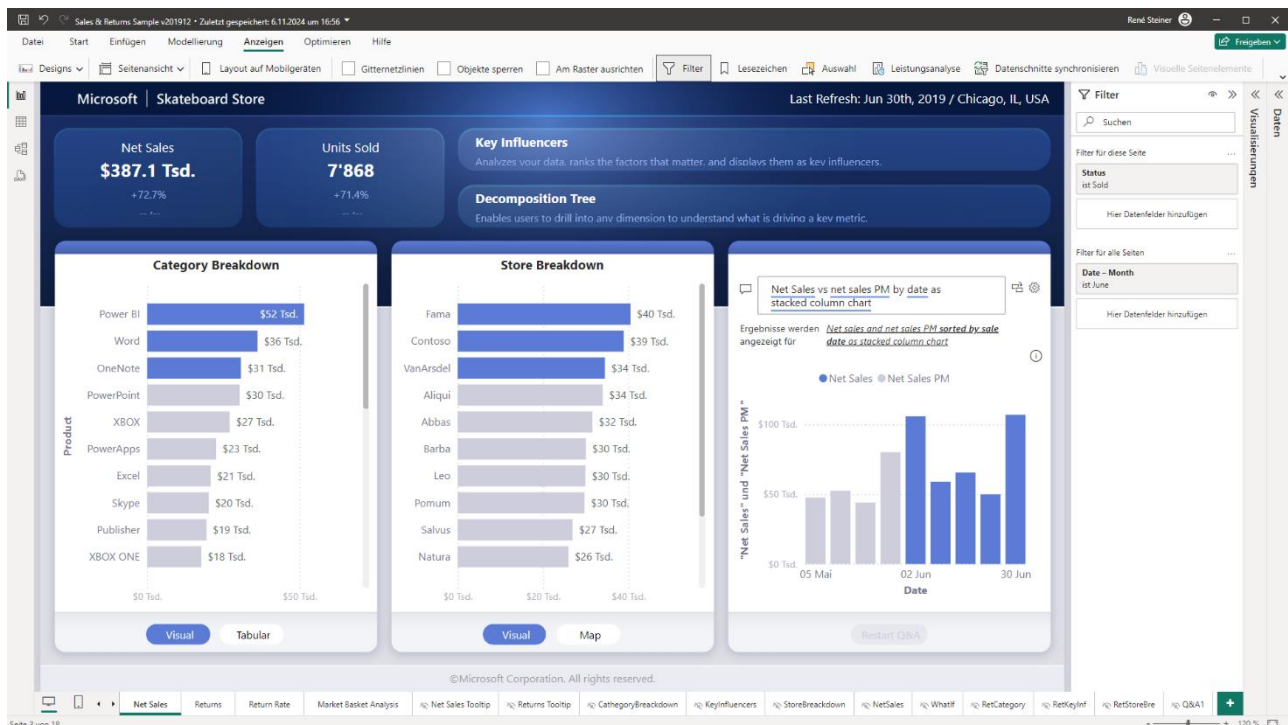 Sales & Returns Sample v201912 • Zuletzt gespeichert: 6.11.2024 um 16:56
René Steiner
Datei Start Einfügen Modellierung Anzeigen Optimieren Hilfe
Freigeben
Designs Seitenansicht Layout auf Mobilgeräten Gitternetzlinien Objekte sperren Am Raster ausrichten Filter Lesezeichen Auswahl Leistungsanalyse Datenschnitte synchronisieren Visuelle Seitenelemente
Microsoft | Skateboard Store
Last Refresh: Jun 30th, 2019 / Chicago, IL, USA
Net Sales
$387.1 Tsd.
+72.7%
Units Sold
7'868
+71.4%
Key Influencers
Analyzes your data, ranks the factors that matter, and displays them as key influencers.
Decomposition Tree
Enables users to drill into any dimension to understand what is driving a key metric.
Category Breakdown
Product
Power BI $52 Tsd.
Word $36 Tsd.
OneNote $31 Tsd.
PowerPoint $30 Tsd.
XBOX $27 Tsd.
PowerApps $23 Tsd.
Excel $21 Tsd.
Skype $20 Tsd.
Publisher $19 Tsd.
XBOX ONE $18 Tsd.
$0 Tsd. $50 Tsd.
Visual Tabular
Store Breakdown
Fama $40 Tsd.
Contoso $39 Tsd.
VanArsdel $34 Tsd.
Aliqui $34 Tsd.
Abbas $32 Tsd.
Barba $30 Tsd.
Leo $30 Tsd.
Pomum $30 Tsd.
Salvus $27 Tsd.
Natura $26 Tsd.
$0 Tsd. $20 Tsd. $40 Tsd.
Visual Map
Net Sales vs net sales PM by date as
stacked column chart
Ergebnisse werden angezeigt für
Net sales and net sales PM sorted by sale
date as stacked column chart
Net Sales Net Sales PM
"Net Sales" und "Net Sales PM"
$100 Tsd.
$50 Tsd.
$0 Tsd.
05 Mai 02 Jun 30 Jun
Date
Restart Q&A
©Microsoft Corporation. All rights reserved.
Filter
Suchen
Filter für diese Seite ...
Status
ist Sold
Hier Datenfelder hinzufügen
Filter für alle Seiten ...
Date – Month
ist June
Hier Datenfelder hinzufügen
Visualisierungen
Daten
Net Sales Returns Return Rate Market Basket Analysis Net Sales Tooltip Returns Tooltip CathegoryBreackdown KeyInfluencers StoreBreackdown NetSales WhatIf RetCategory RetKeyInf RetStoreBre Q&A1
Seite 3 von 18
120 %